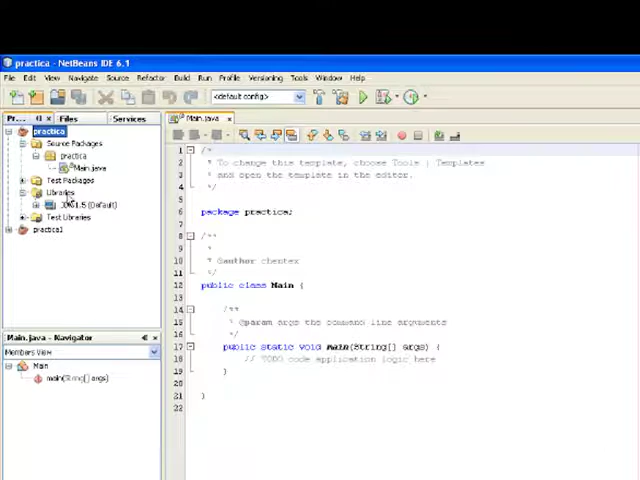 practica - NetBeans IDE 6.1
File Edit View Navigate Source Refactor Build Run Profile Versioning Tools Window Help
<default config>
Pr... Files Services
Main.java
practica
Source Packages
practica
Main.java
Test Packages
Libraries
(Default)
Test Libraries
practica1
Main.java - Navigator
Members View
Main
main(String[] args)
1 /*
2 * To change this template, choose Tools | Templates
3 * and open the template in the editor.
4 */
5
6 package practica;
7
8 /**
9 *
10 * @author chentex
11 */
12 public class Main {
13
14 /**
15 * @param args the command line arguments
16 */
17 public static void main(String[] args) {
18 // TODO code application logic here
19 }
20
21 }
22